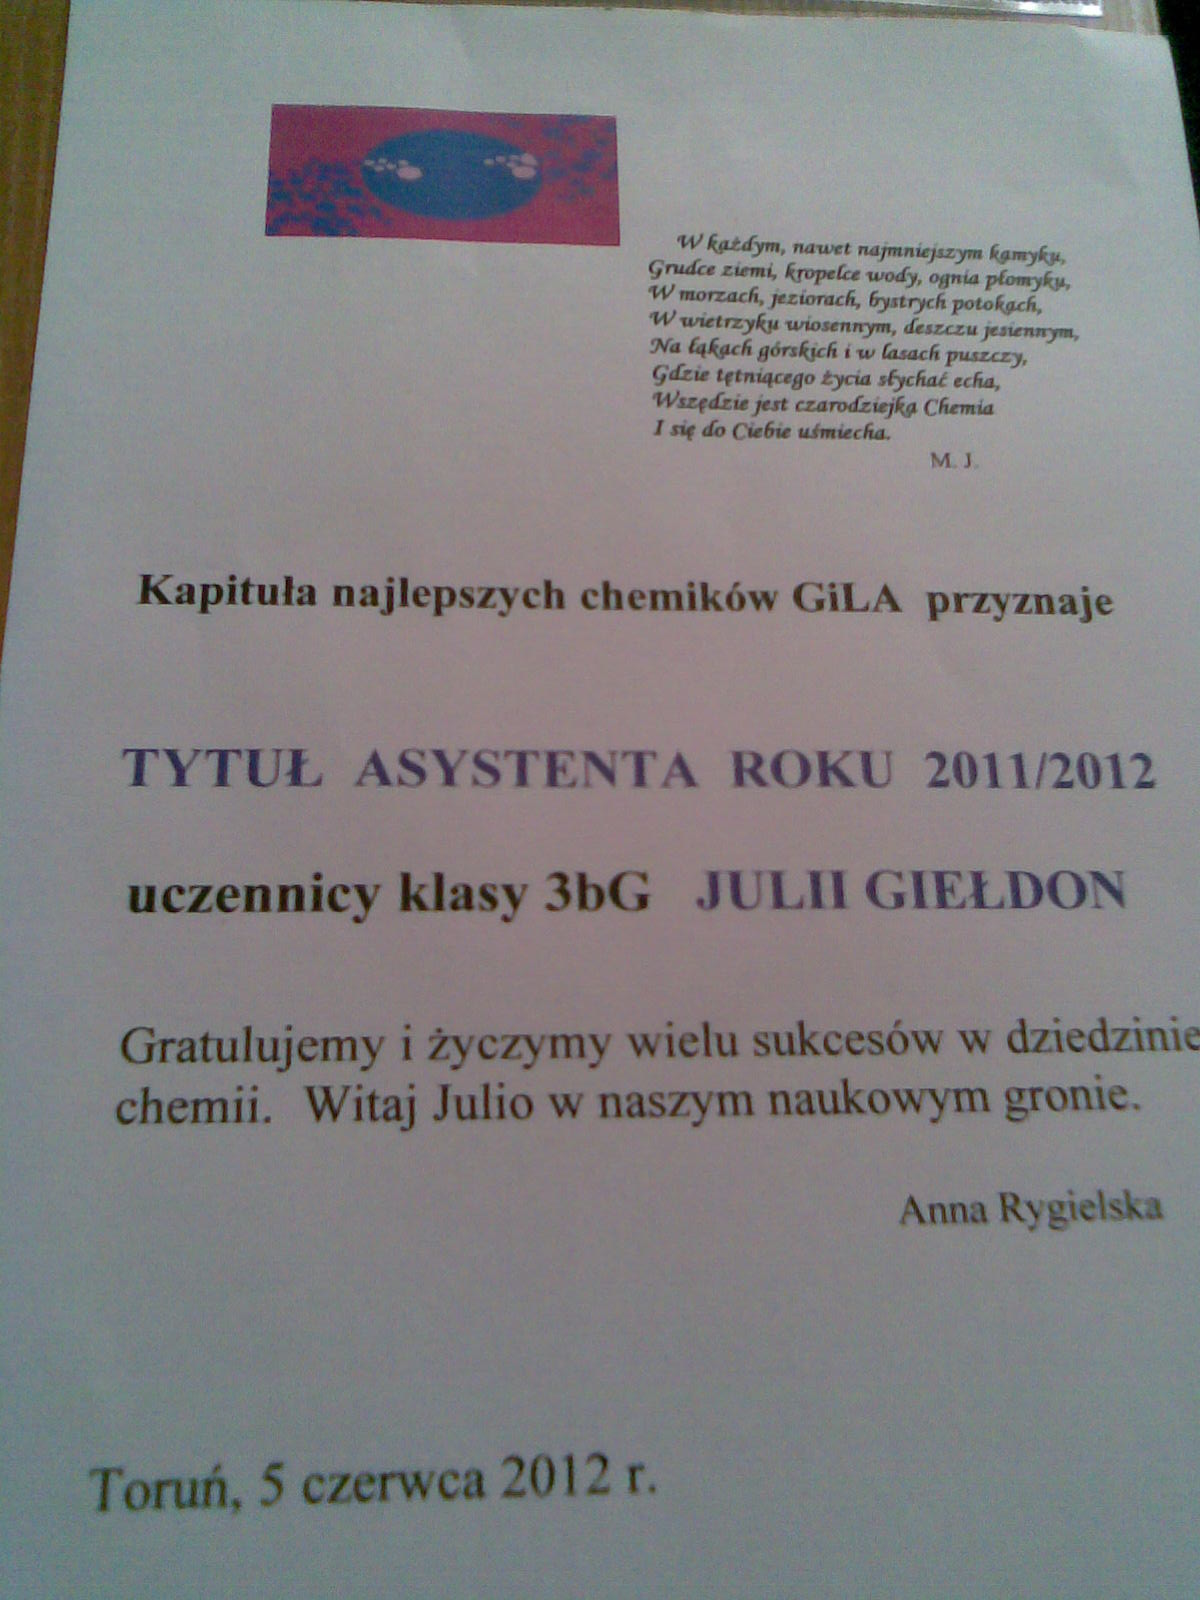 W każdym, nawet najmniejszym kamyku,
Grudce ziemi, kropelce wody, ognia płomyku,
W morzach, jeziorach, bystrych potokach,
W wietrzyku wiosennym, deszczu jesiennym,
Na łąkach górskich i w lasach puszczy,
Gdzie tętniącego życia słychać echa,
Wszędzie jest czarodziejka Chemia
I się do Ciebie uśmiecha.
M. J.
Kapituła najlepszych chemików GiLA przyznaje
TYTUŁ ASYSTENTA ROKU 2011/2012
uczennicy klasy 3bG JULII GIEŁDON
Gratulujemy i życzymy wielu sukcesów w dziedzinie
chemii. Witaj Julio w naszym naukowym gronie.
Anna Rygielska
Toruń, 5 czerwca 2012 r.